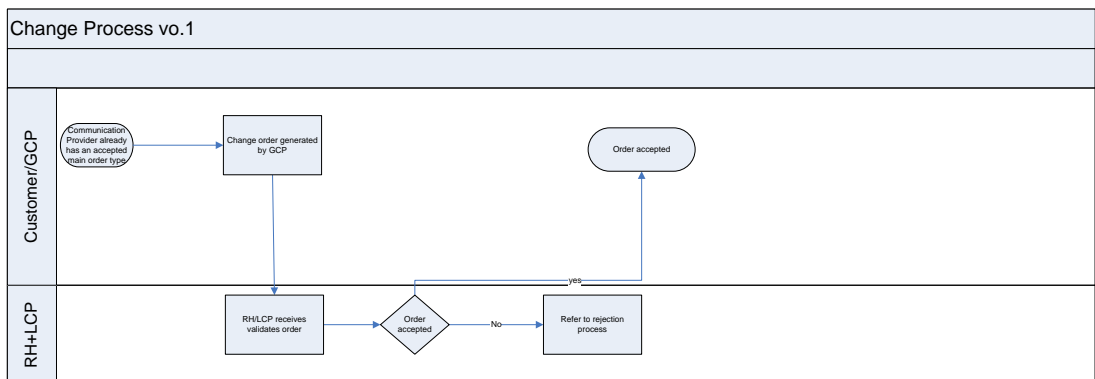 Change Process vo.1
Customer/GCP
Communication
Provider already
has an accepted
main order type
Change order generated
by GCP
Order accepted
yes
RH+LCP
RH/LCP receives
validates order
Order
accepted
No
Refer to rejection
process